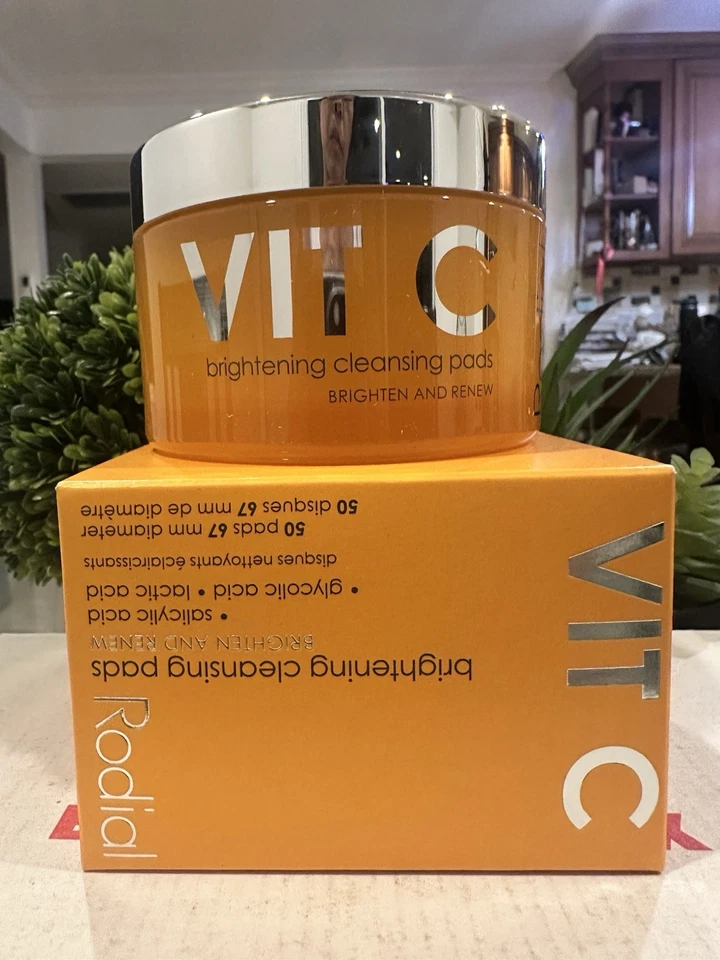 VIT C
brightening cleansing pads
BRIGHTEN AND RENEW
VIT C
Rodial
brightening cleansing pads
BRIGHTEN AND RENEW
• salicylic acid
• glycolic acid • lactic acid
disques nettoyants éclaircissants
50 pads 67 mm diameter
50 disques 67 mm de diamètre